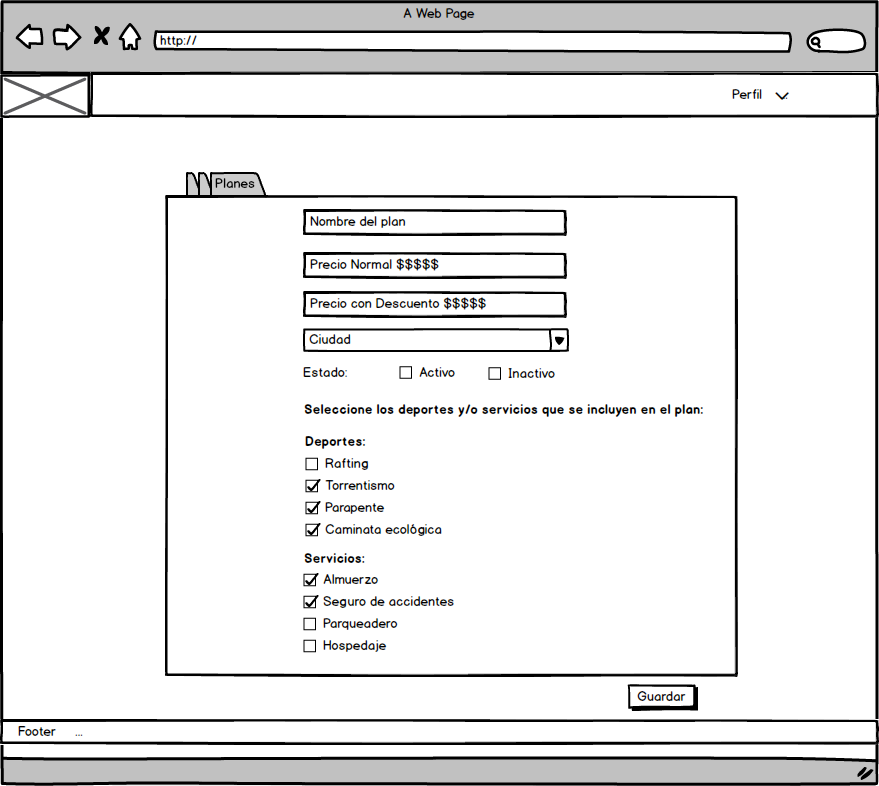 A Web Page
http://
Perfil
Planes
Nombre del plan
Precio Normal $$$$$
Precio con Descuento $$$$$
Ciudad
Estado: Activo Inactivo
Seleccione los deportes y/o servicios que se incluyen en el plan:
Deportes:
Rafting
Torrentismo
Parapente
Caminata ecológica
Servicios:
Almuerzo
Seguro de accidentes
Parqueadero
Hospedaje
Guardar
Footer ...